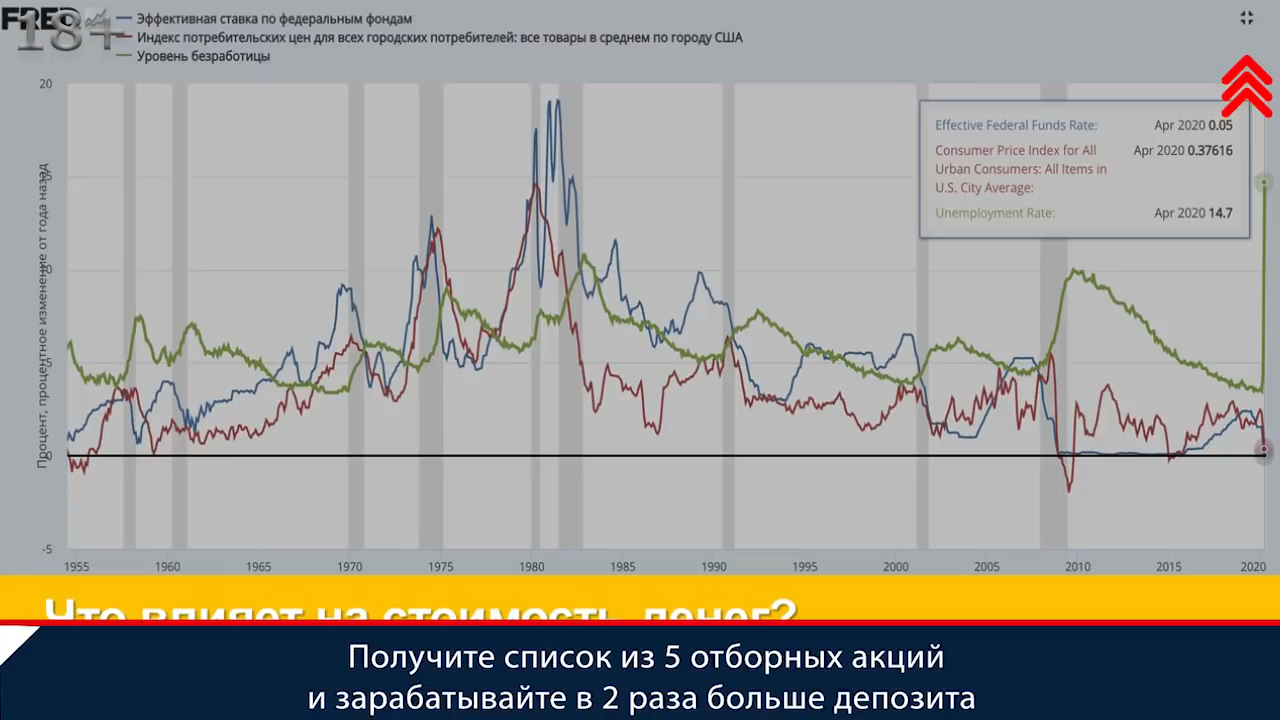 FRED
18+
Эффективная ставка по федеральным фондам
Индекс потребительских цен для всех городских потребителей: все товары в среднем по городу США
Уровень безработицы
Процент, процентное изменение от года назад
20
15
10
5
0
-5
Effective Federal Funds Rate: Apr 2020 0.05
Consumer Price Index for All Apr 2020 0.37616
Urban Consumers: All Items in
U.S. City Average:
Unemployment Rate: Apr 2020 14.7
1955 1960 1965 1970 1975 1980 1985 1990 1995 2000 2005 2010 2015 2020
Что влияет на стоимость денег?
Получите список из 5 отборных акций
и зарабатывайте в 2 раза больше депозита